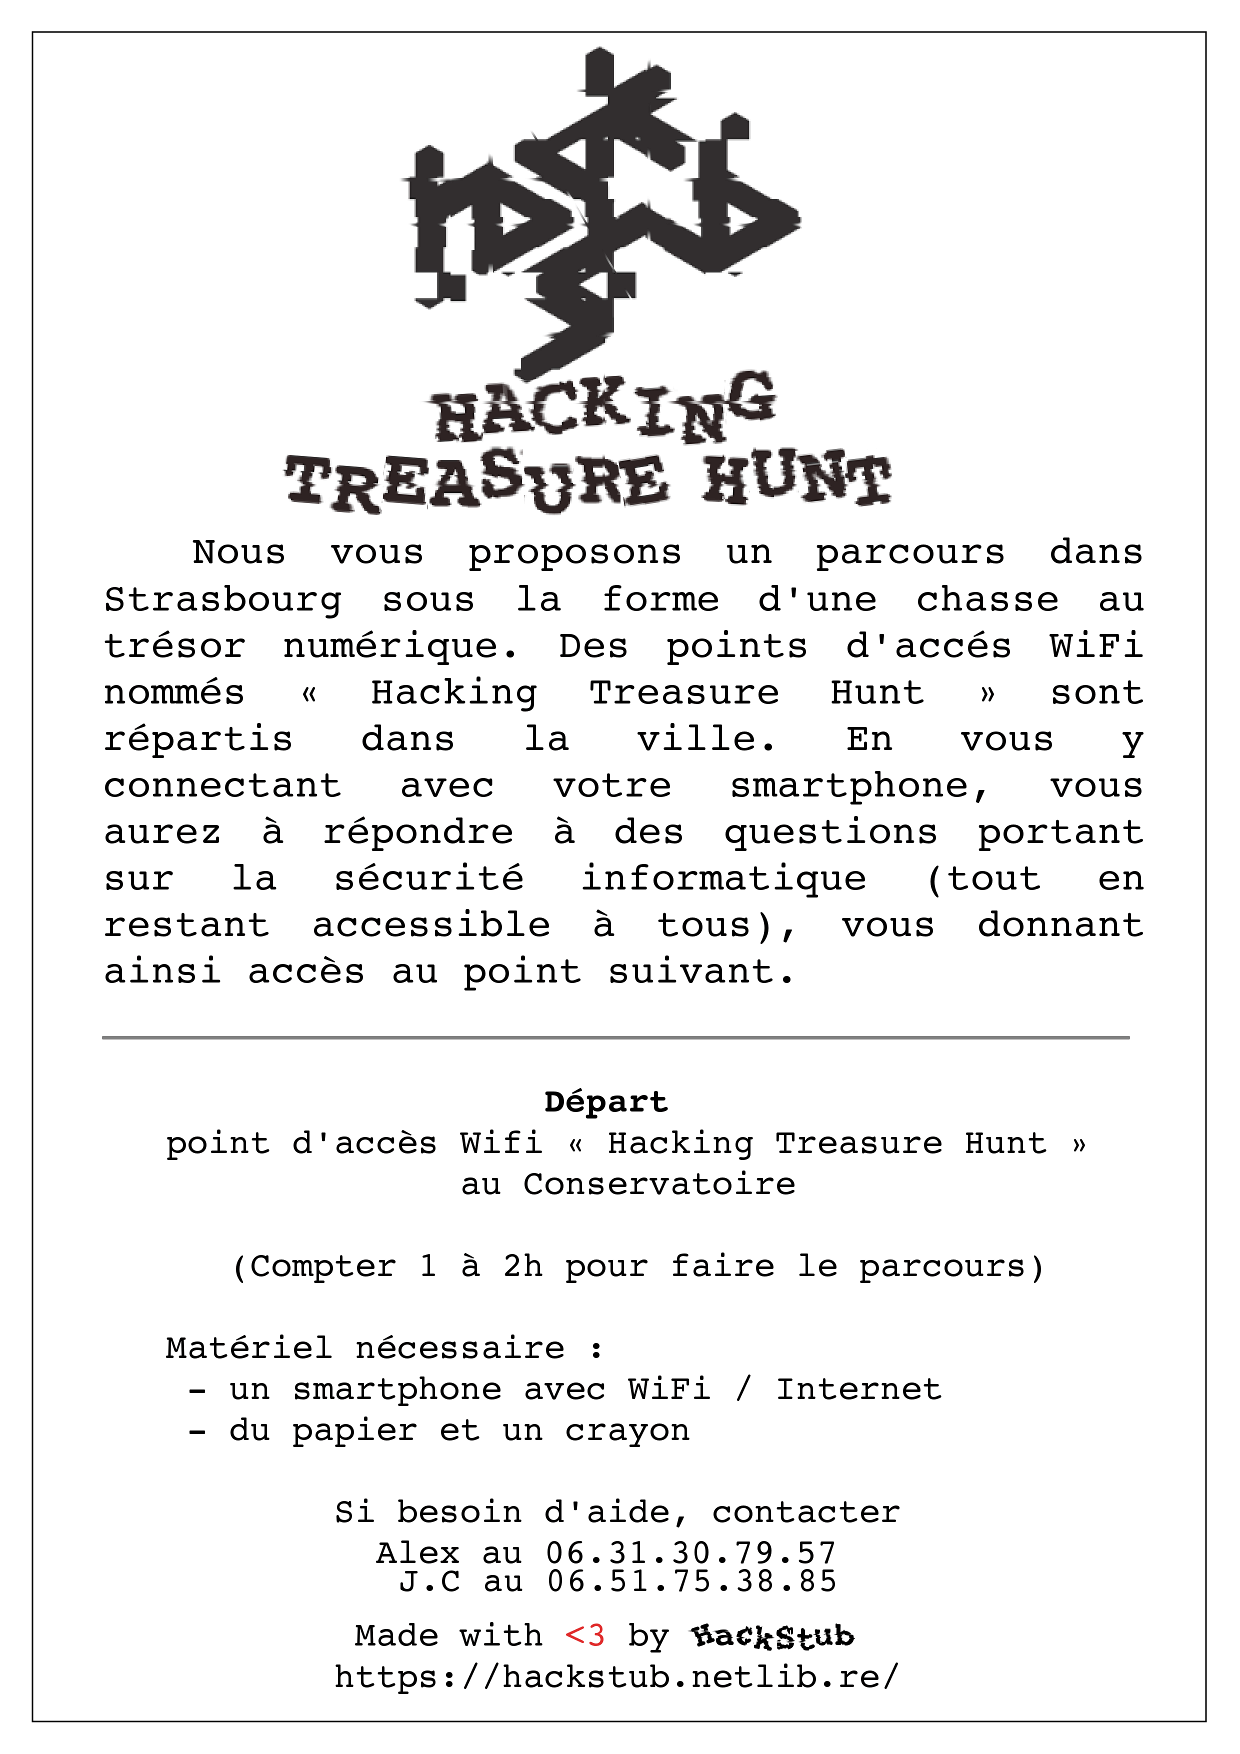 HACKING
TREASURE HUNT
Nous vous proposons un parcours dans
Strasbourg sous la forme d'une chasse au
trésor numérique. Des points d'accés WiFi
nommés « Hacking Treasure Hunt » sont
répartis dans la ville. En vous y
connectant avec votre smartphone, vous
aurez à répondre à des questions portant
sur la sécurité informatique (tout en
restant accessible à tous), vous donnant
ainsi accès au point suivant.
Départ
point d'accès Wifi « Hacking Treasure Hunt »
au Conservatoire
(Compter 1 à 2h pour faire le parcours)
Matériel nécessaire :
- un smartphone avec WiFi / Internet
- du papier et un crayon
Si besoin d'aide, contacter
Alex au 06.31.30.79.57
J.C au 06.51.75.38.85
Made with <3 by HackStub
https://hackstub.netlib.re/